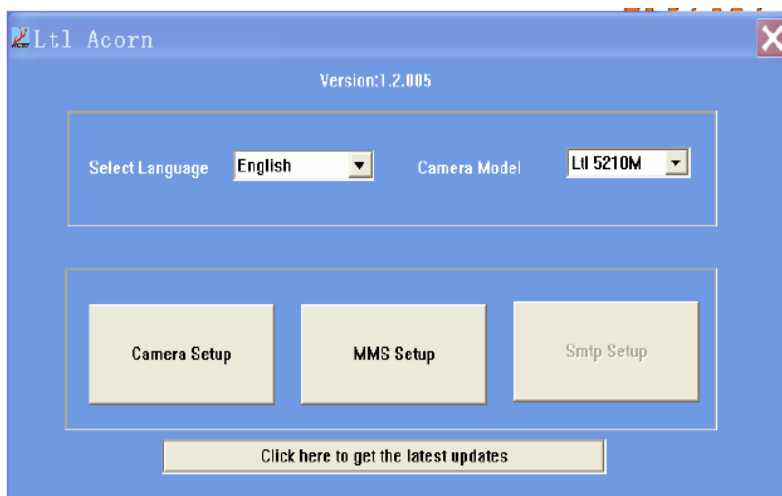 Ltl Acorn
Version:1.2.005
Select Language English Camera Model Ltl 5210M
Camera Setup MMS Setup Smtp Setup
Click here to get the latest updates